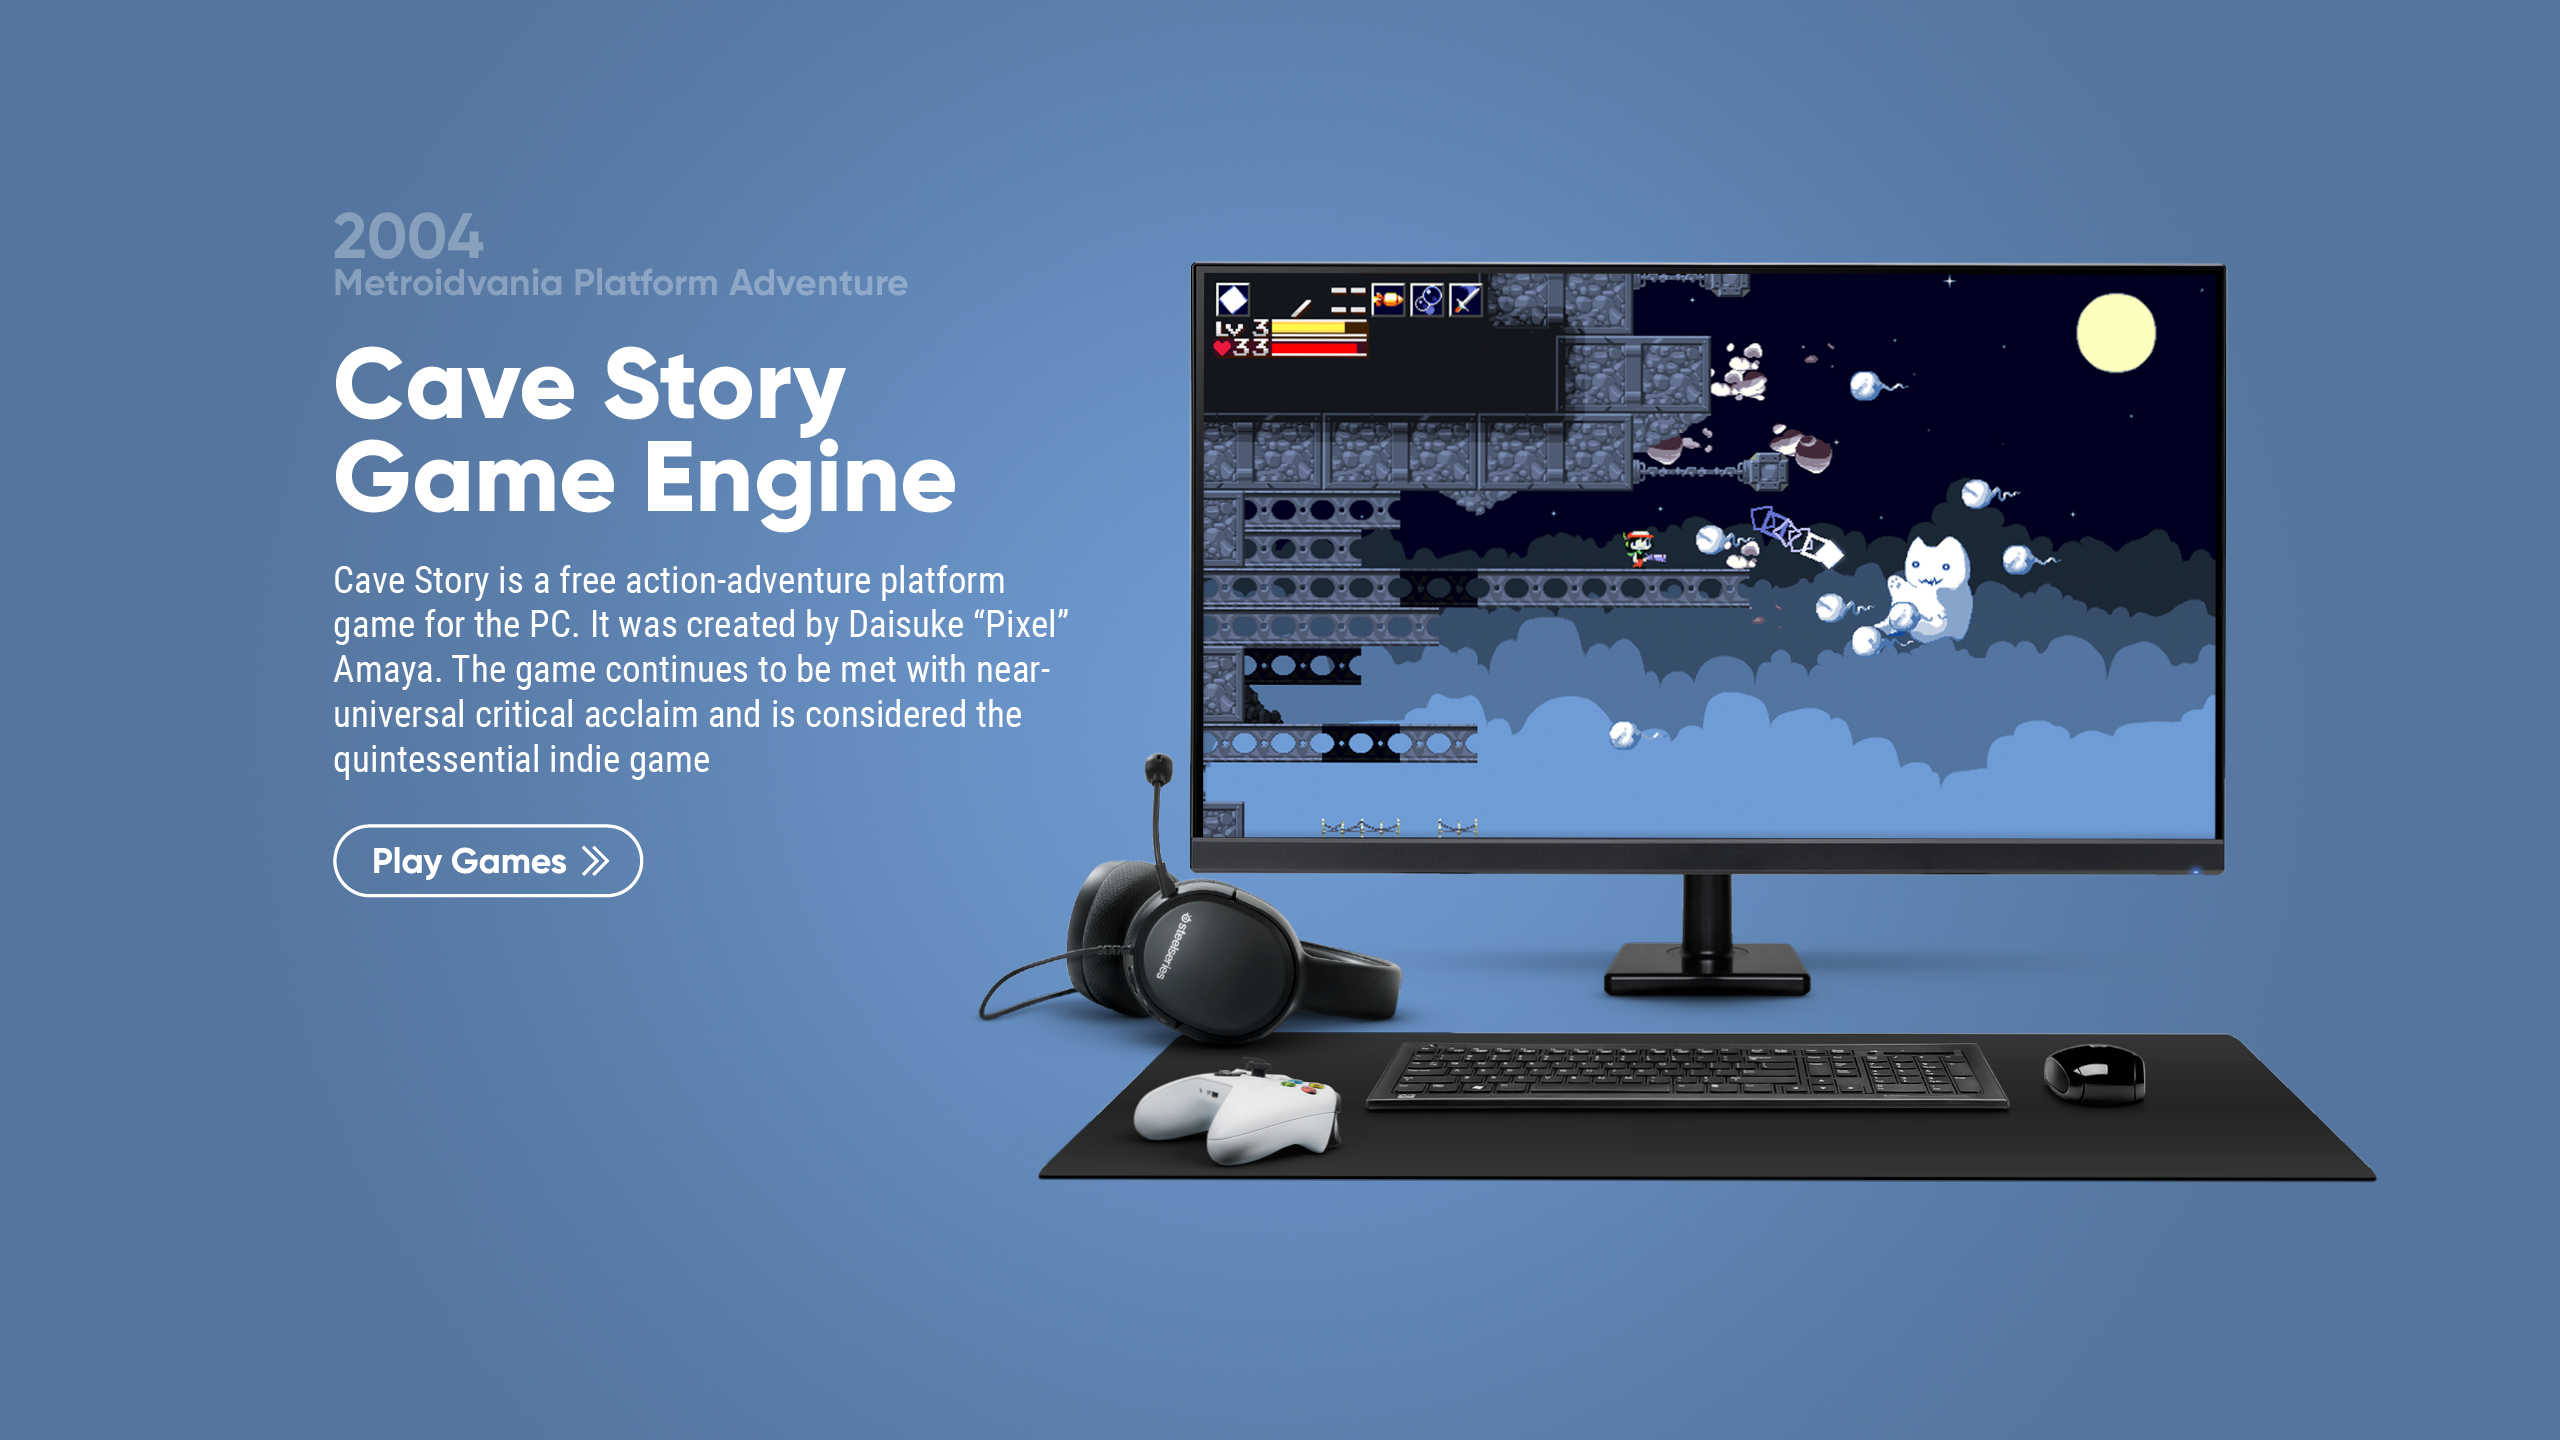 2004
Metroidvania Platform Adventure
Cave Story
Game Engine
Cave Story is a free action-adventure platform
game for the PC. It was created by Daisuke “Pixel”
Amaya. The game continues to be met with near-
universal critical acclaim and is considered the
quintessential indie game
Play Games
Lv 3
33
steelseries